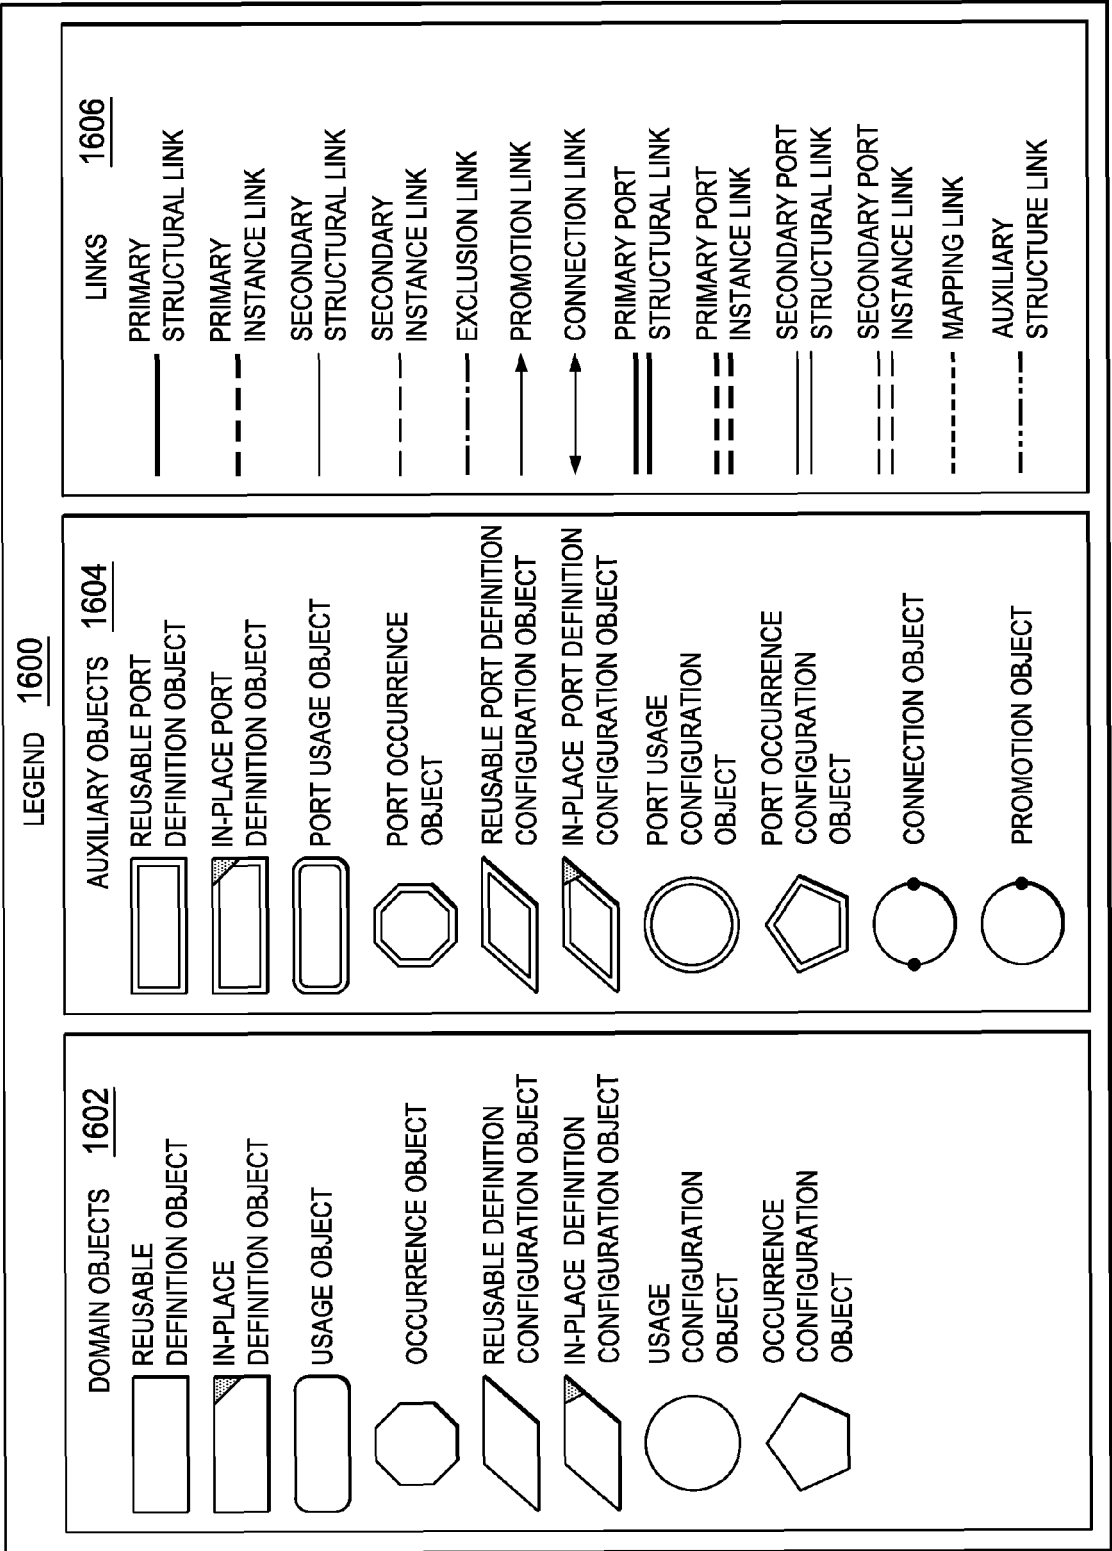 LEGEND 1600
DOMAIN OBJECTS 1602
REUSABLE
DEFINITION OBJECT
IN-PLACE
DEFINITION OBJECT
USAGE OBJECT
OCCURRENCE OBJECT
REUSABLE DEFINITION
CONFIGURATION OBJECT
IN-PLACE DEFINITION
CONFIGURATION OBJECT
USAGE
CONFIGURATION
OBJECT
OCCURRENCE
CONFIGURATION
OBJECT
AUXILIARY OBJECTS 1604
REUSABLE PORT
DEFINITION OBJECT
IN-PLACE PORT
DEFINITION OBJECT
PORT USAGE OBJECT
PORT OCCURRENCE
OBJECT
REUSABLE PORT DEFINITION
CONFIGURATION OBJECT
IN-PLACE PORT DEFINITION
CONFIGURATION OBJECT
PORT USAGE
CONFIGURATION
OBJECT
PORT OCCURRENCE
CONFIGURATION
OBJECT
CONNECTION OBJECT
PROMOTION OBJECT
LINKS 1606
PRIMARY
STRUCTURAL LINK
PRIMARY
INSTANCE LINK
SECONDARY
STRUCTURAL LINK
SECONDARY
INSTANCE LINK
EXCLUSION LINK
PROMOTION LINK
CONNECTION LINK
PRIMARY PORT
STRUCTURAL LINK
PRIMARY PORT
INSTANCE LINK
SECONDARY PORT
STRUCTURAL LINK
SECONDARY PORT
INSTANCE LINK
MAPPING LINK
AUXILIARY
STRUCTURE LINK